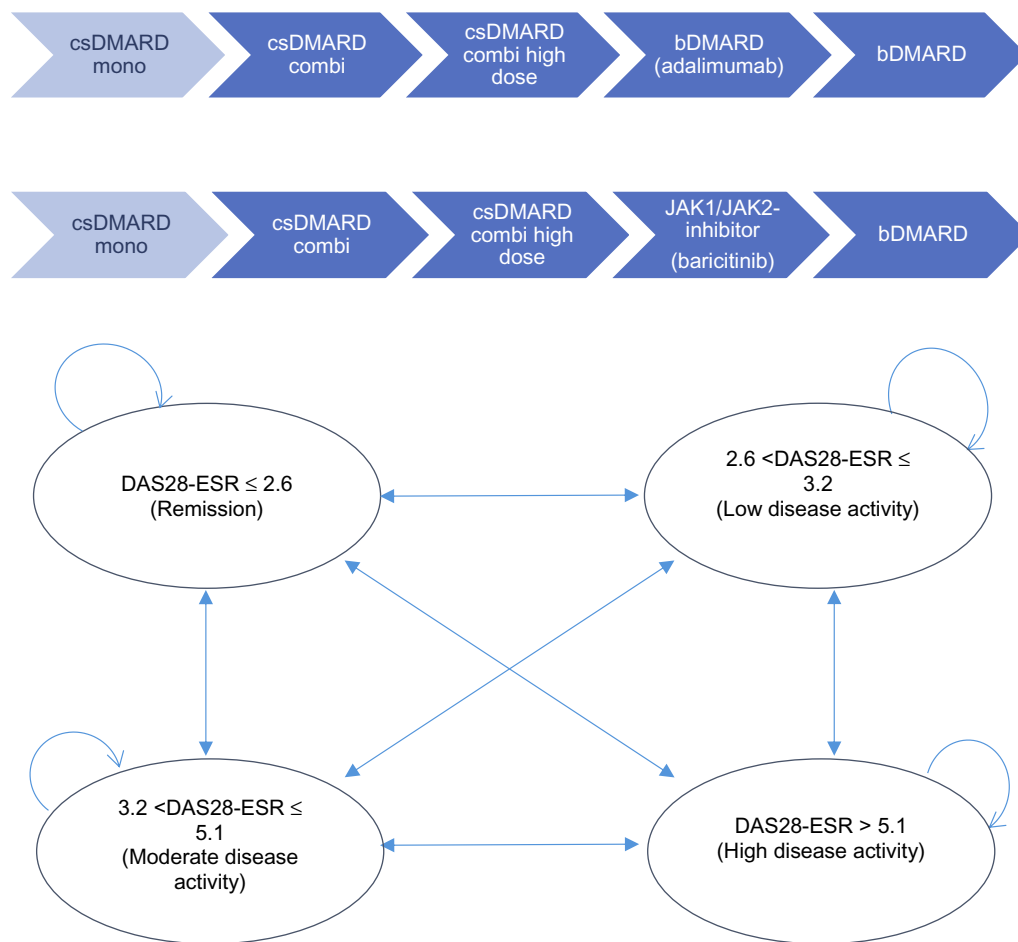 csDMARD
mono
csDMARD
combi
csDMARD
combi high
dose
bDMARD
(adalimumab)
bDMARD
csDMARD
mono
csDMARD
combi
csDMARD
combi high
dose
JAK1/JAK2-
inhibitor
(baricitinib)
bDMARD
DAS28-ESR ≤ 2.6
(Remission)
2.6 <DAS28-ESR ≤
3.2
(Low disease activity)
3.2 <DAS28-ESR ≤
5.1
(Moderate disease
activity)
DAS28-ESR > 5.1
(High disease activity)